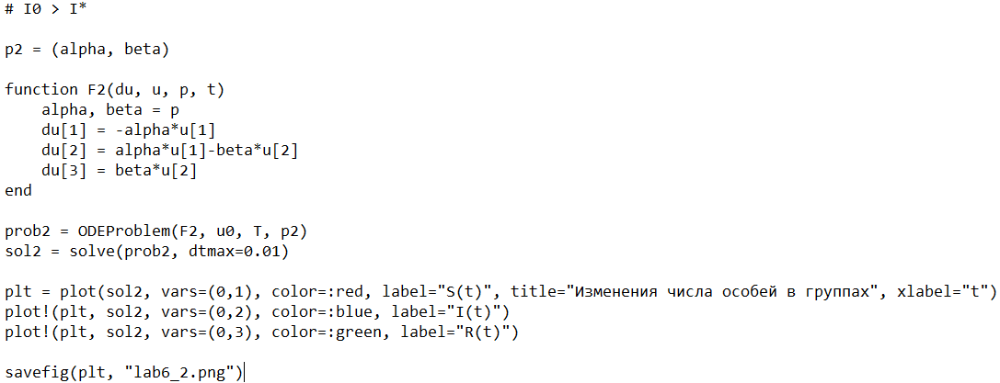 # I0 > I*
p2 = (alpha, beta)
function F2(du, u, p, t)
    alpha, beta = p
    du[1] = -alpha*u[1]
    du[2] = alpha*u[1]-beta*u[2]
    du[3] = beta*u[2]
end
prob2 = ODEProblem(F2, u0, T, p2)
sol2 = solve(prob2, dtmax=0.01)
plt = plot(sol2, vars=(0,1), color=:red, label="S(t)", title="Изменения числа особей в группах", xlabel="t")
plot!(plt, sol2, vars=(0,2), color=:blue, label="I(t)")
plot!(plt, sol2, vars=(0,3), color=:green, label="R(t)")
savefig(plt, "lab6_2.png")